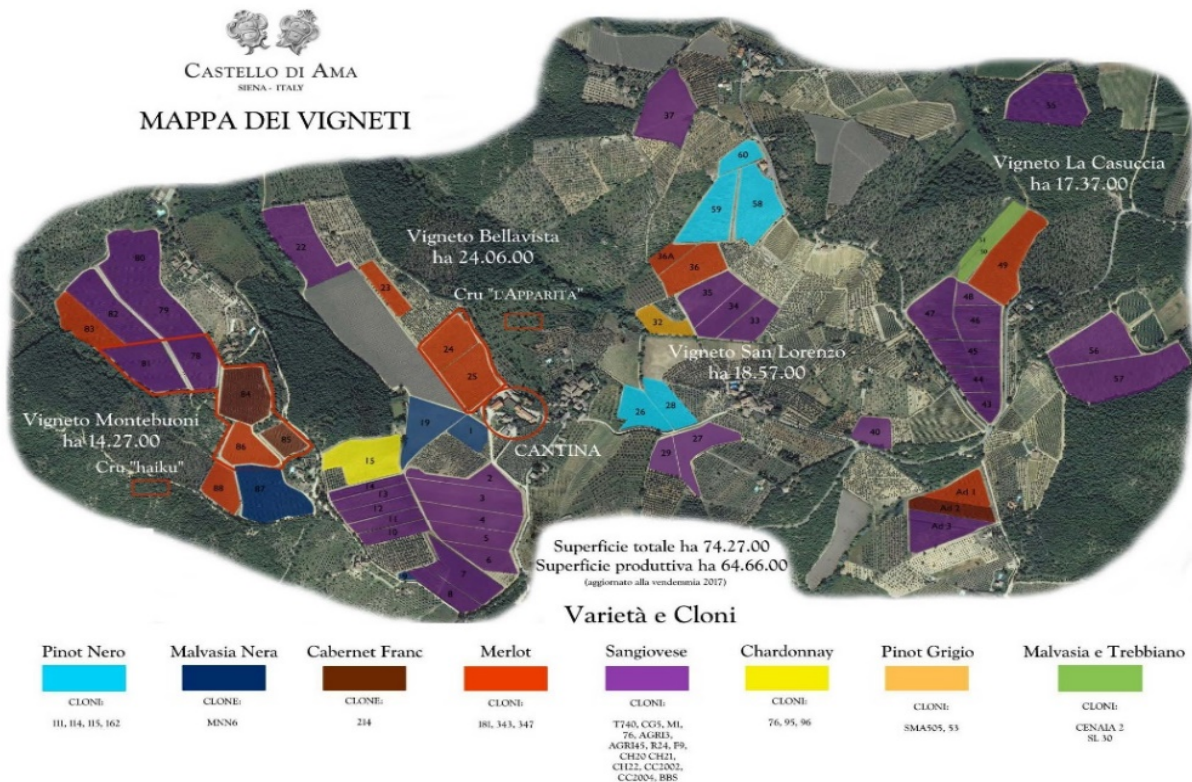 CASTELLO DI AMA
SIENA - ITALY
MAPPA DEI VIGNETI
37
55
60
Vigneto La Casuccia
ha 17.37.00
59
58
22
Vigneto Bellavista
ha 24.06.00
80
36A
36
51
50
49
23
Cru "L'APPARITA"
82
79
83
35
34
33
48
47
46
32
24
81
78
25
Vigneto San Lorenzo
ha 18.57.00
45
56
57
84
44
Vigneto Montebuoni
ha 14.27.00
26
28
43
19
1
86
85
27
40
CANTINA
29
15
Cru "haiku"
88
87
2
14
13
3
12
11
4
10
5
6
7
8
Ad 1
Ad 2
Ad 3
Superficie totale ha 74.27.00
Superficie produttiva ha 64.66.00
(aggiornato alla vendemmia 2017)
Varietà e Cloni
Pinot Nero
Malvasia Nera
Cabernet Franc
Merlot
Sangiovese
Chardonnay
Pinot Grigio
Malvasia e Trebbiano
CLONI:
CLONE:
CLONE:
CLONI:
CLONI:
CLONI:
CLONI:
CLONI:
111, 114, 115, 162
MNN6
214
181, 343, 347
T740, CG5, M1,
76, AGRI3,
AGRI45, R24, F9,
CH20 CH21,
CH22, CC2002,
CC2004, BBS
76, 95, 96
SMA505, 53
CENAIA 2
SL 30